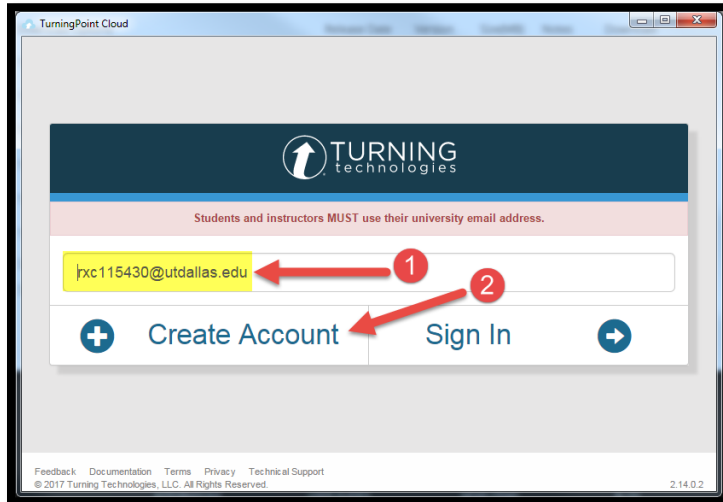 TurningPoint Cloud
TURNING
technologies
Students and instructors MUST use their university email address.
rxc115430@utdallas.edu
1
2
Create Account
Sign In
Feedback Documentation Terms Privacy Technical Support
© 2017 Turning Technologies, LLC. All Rights Reserved.
2.14.0.2